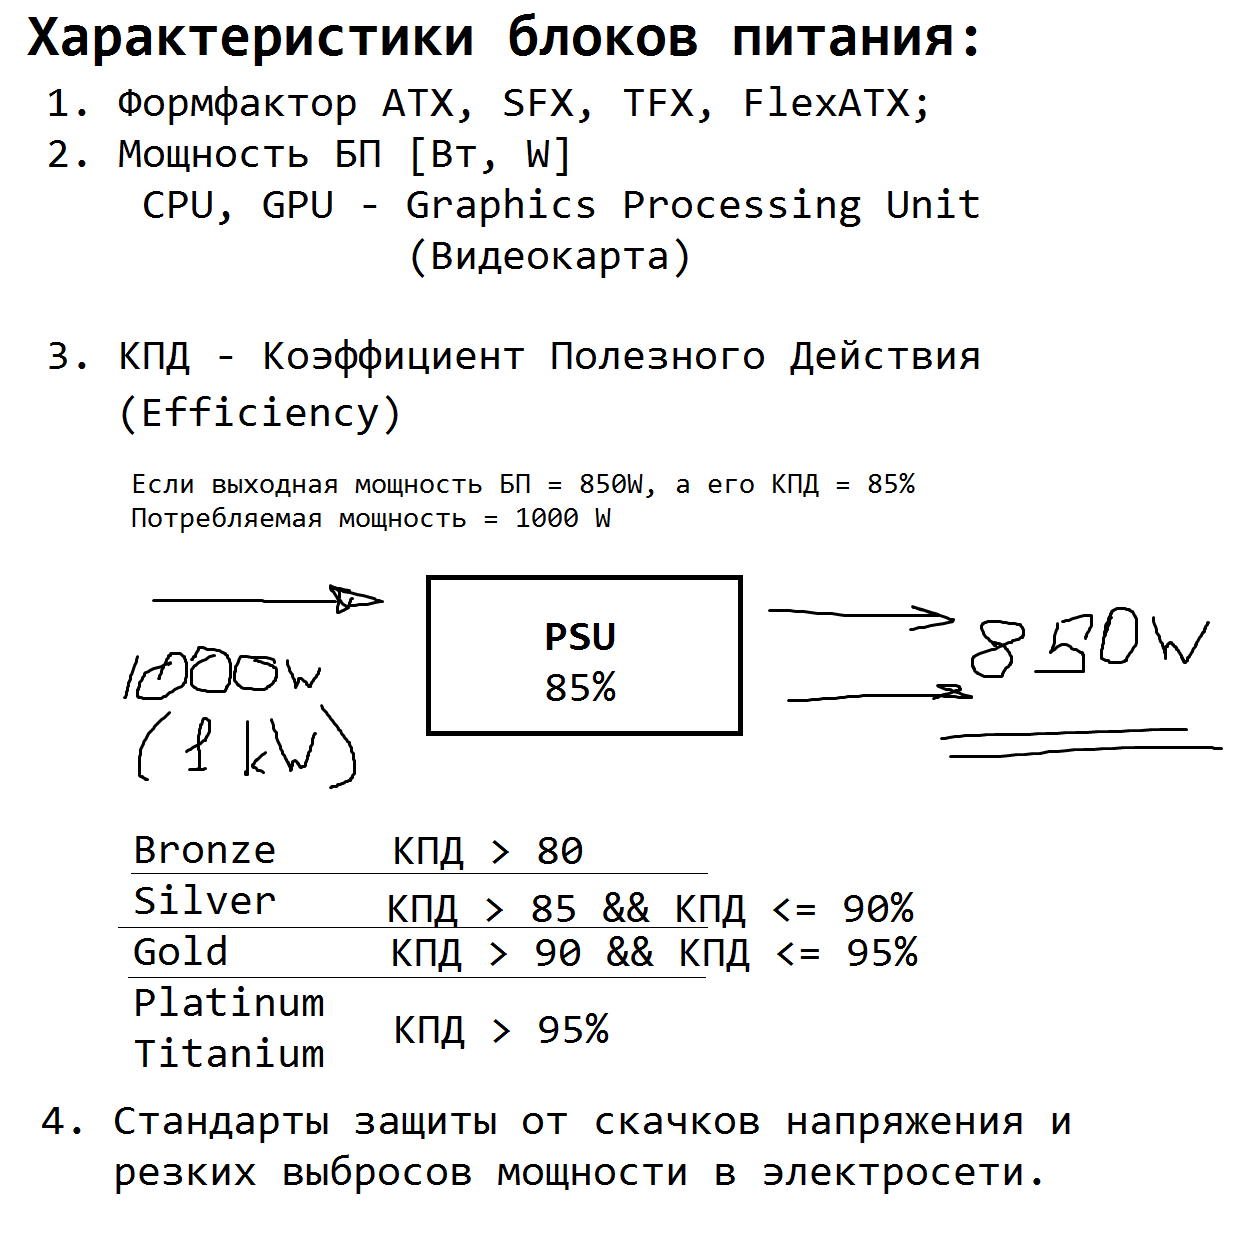 Характеристики блоков питания:
1. Формфактор ATX, SFX, TFX, FlexATX;
2. Мощность БП [Вт, W]
CPU, GPU - Graphics Processing Unit
(Видеокарта)
3. КПД - Коэффициент Полезного Действия
(Efficiency)
Если выходная мощность БП = 850W, а его КПД = 85%
Потребляемая мощность = 1000 W
PSU
85%
1000W
(1 kW)
850W
Bronze КПД > 80
Silver КПД > 85 && КПД <= 90%
Gold КПД > 90 && КПД <= 95%
Platinum
Titanium
КПД > 95%
4. Стандарты защиты от скачков напряжения и
резких выбросов мощности в электросети.